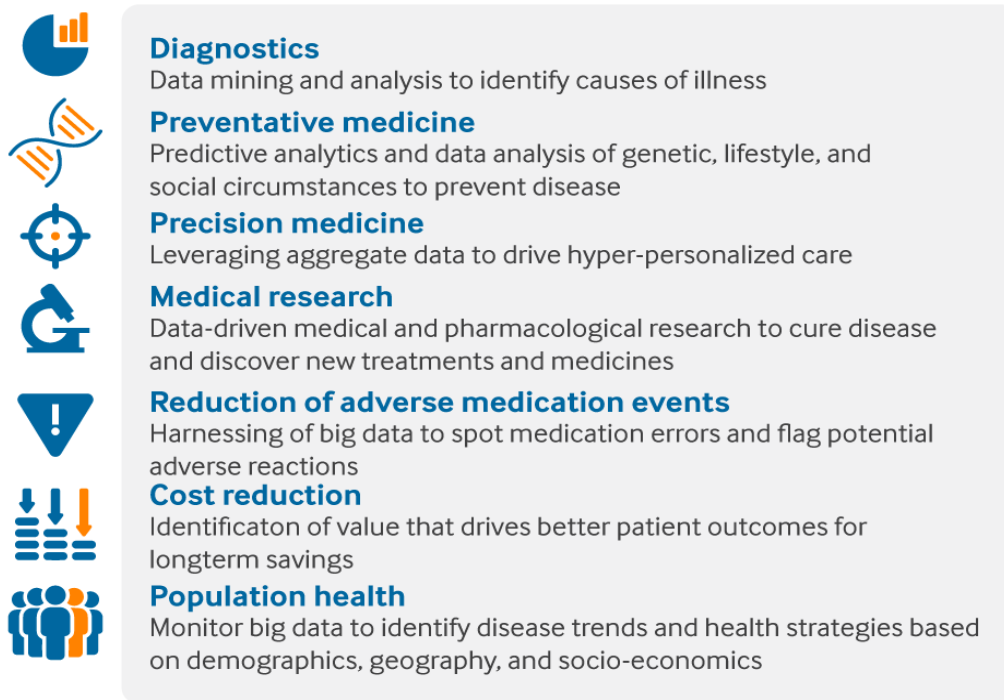 Diagnostics
Data mining and analysis to identify causes of illness
Preventative medicine
Predictive analytics and data analysis of genetic, lifestyle, and
social circumstances to prevent disease
Precision medicine
Leveraging aggregate data to drive hyper-personalized care
Medical research
Data-driven medical and pharmacological research to cure disease
and discover new treatments and medicines
Reduction of adverse medication events
Harnessing of big data to spot medication errors and flag potential
adverse reactions
Cost reduction
Identificaton of value that drives better patient outcomes for
longterm savings
Population health
Monitor big data to identify disease trends and health strategies based
on demographics, geography, and socio-economics